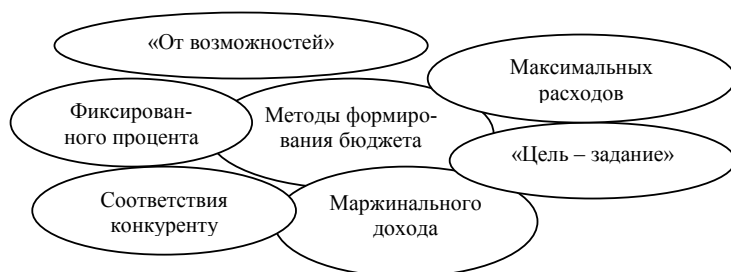 «От возможностей»
Максимальных
расходов
Фиксирован-
ного процента
Методы формиро-
вания бюджета
«Цель – задание»
Соответствия
конкуренту
Маржинального
дохода